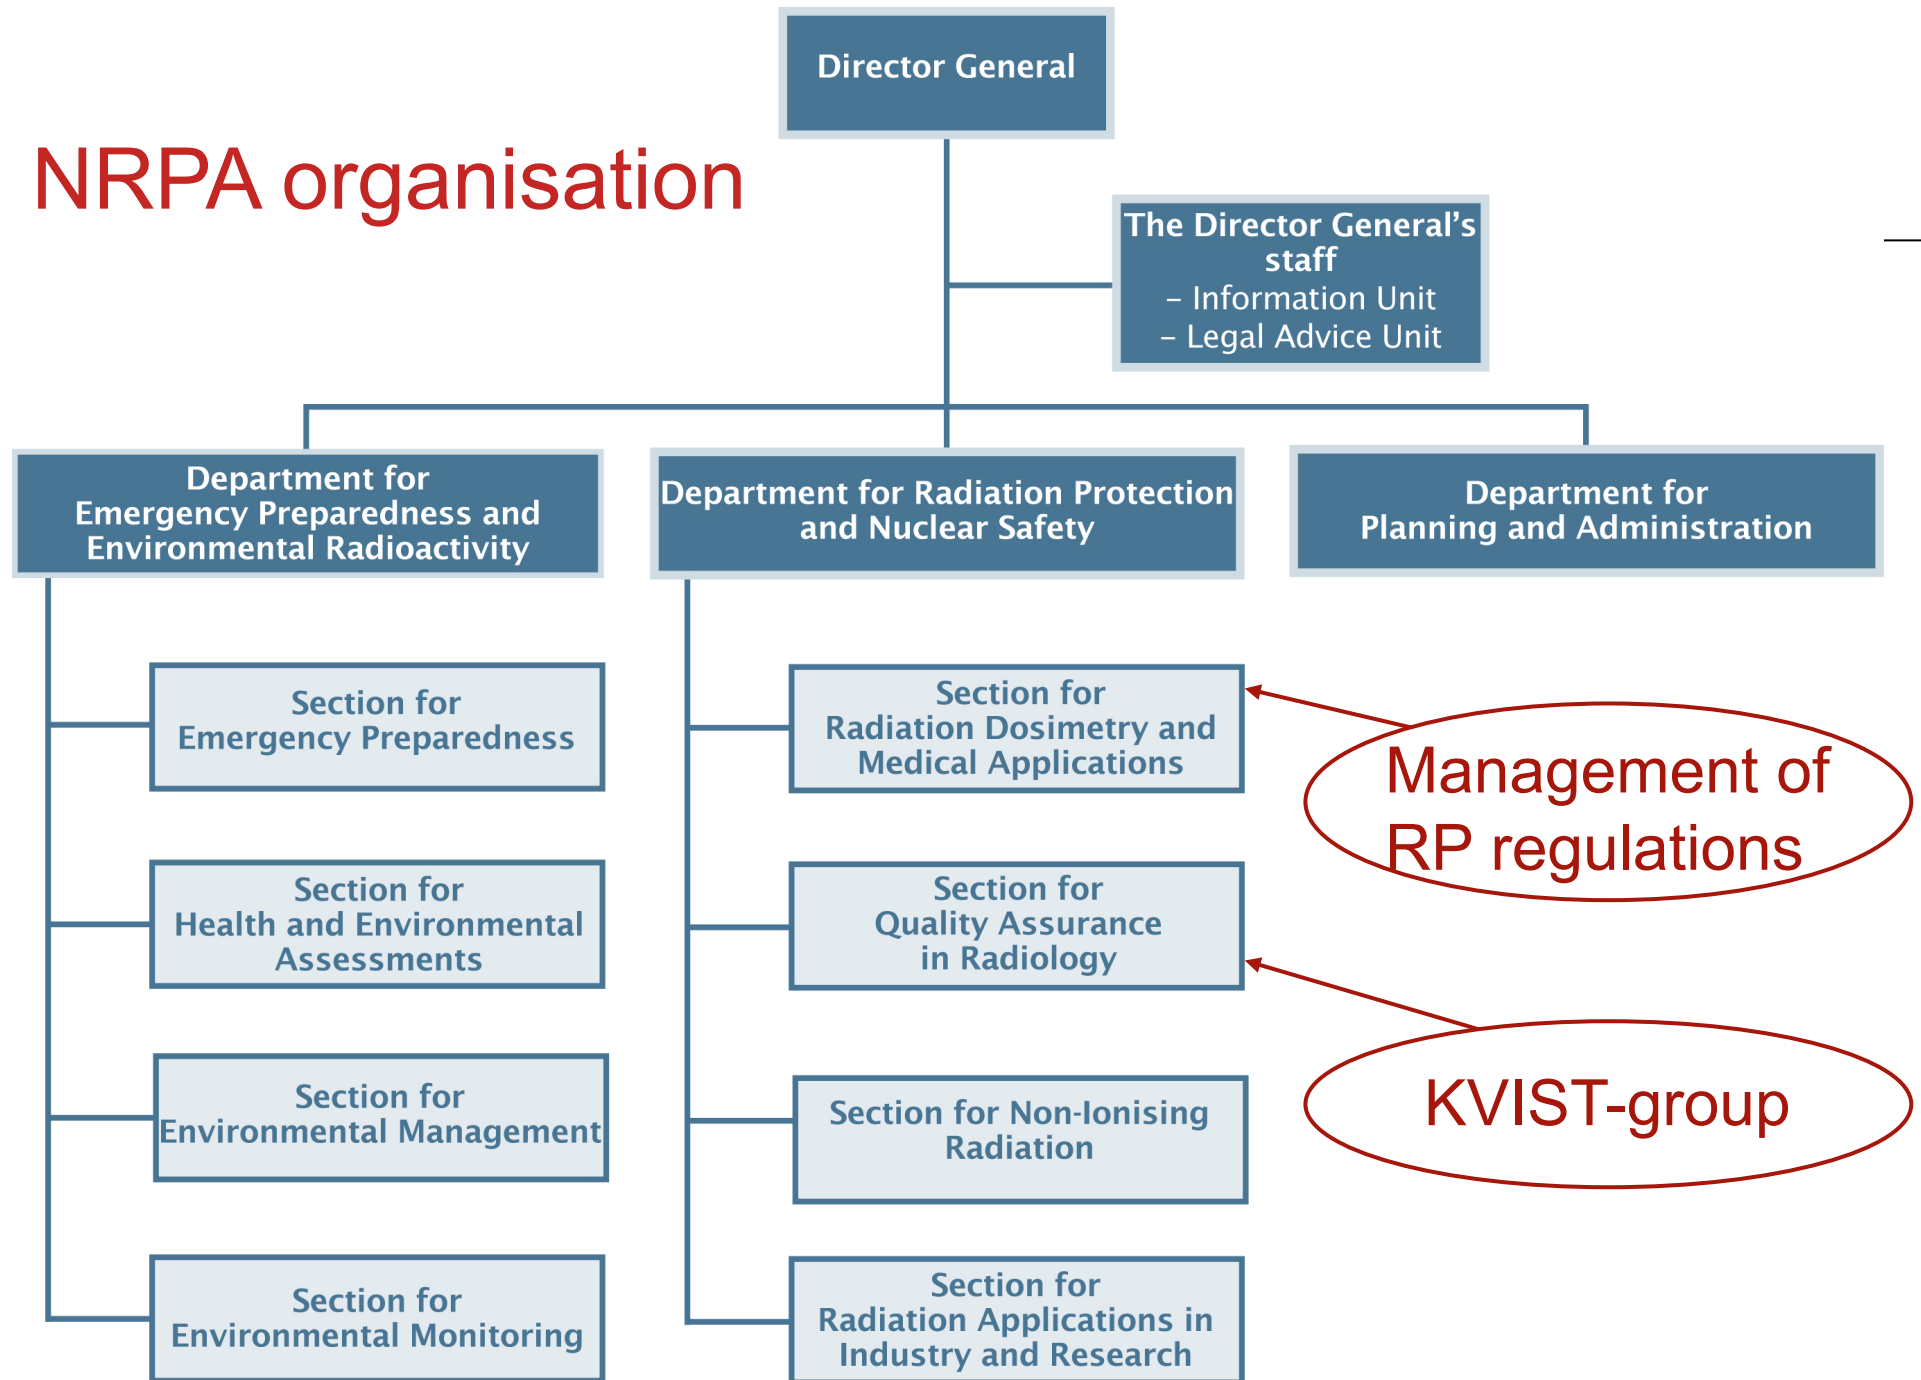 Director General
NRPA organisation
The Director General’s
staff
– Information Unit
– Legal Advice Unit
Department for
Emergency Preparedness and
Environmental Radioactivity
Department for Radiation Protection
and Nuclear Safety
Department for
Planning and Administration
Section for
Emergency Preparedness
Section for
Health and Environmental
Assessments
Section for
Environmental Management
Section for
Environmental Monitoring
Section for
Radiation Dosimetry and
Medical Applications
Section for
Quality Assurance
in Radiology
Section for Non-Ionising
Radiation
Section for
Radiation Applications in
Industry and Research
Management of
RP regulations
KVIST-group